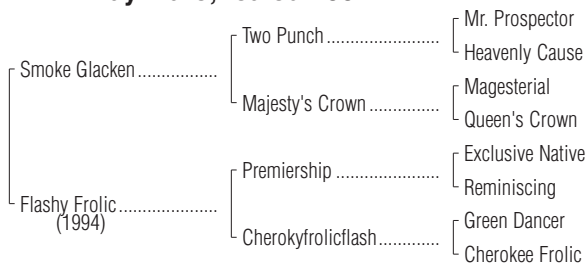 Mr. Prospector
Two Punch ........................
Heavenly Cause
Smoke Glacken .................
Magesterial
Majesty's Crown ...............
Queen's Crown
Exclusive Native
Premiership ......................
Reminiscing
Flashy Frolic .....................
(1994)
Green Dancer
Cherokyfrolicflash .............
Cherokee Frolic